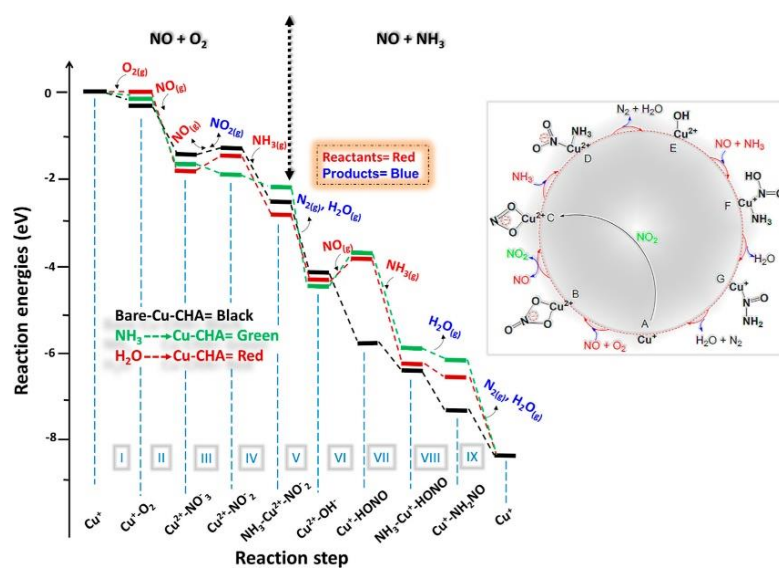 NO + O2
NO + NH3
O2(g)
NO(g)
NO(g)
NO2(g)
NH3(g)
Reactants= Red
Products= Blue
N2(g), H2O(g)
NO(g)
NH3(g)
H2O(g)
N2(g), H2O(g)
Bare-Cu-CHA= Black
NH3 Cu-CHA= Green
H2O Cu-CHA= Red
Reaction energies (eV)
0
-2
-4
-6
-8
I II III IV V VI VII VIII IX
Cu+
Cu+-O2
Cu2+-NO-3
Cu2+-NO-2
NH3-Cu2+-NO-2
Cu2+-OH-
Cu+-HONO
NH3-Cu+-HONO
Cu+-NH2NO
Cu+
Reaction step
N2 + H2O
OH
Cu2+
E
NO + NH3
HO
N=O
Cu+
NH3
F
H2O
G
Cu+
N=O
NH2
H2O + N2
A
Cu+
NO + O2
B
Cu2+
O
O
O=N
NO
NO2
C
Cu2+
O
O
N
NH3
D
Cu2+
NH3
N
O
NO2